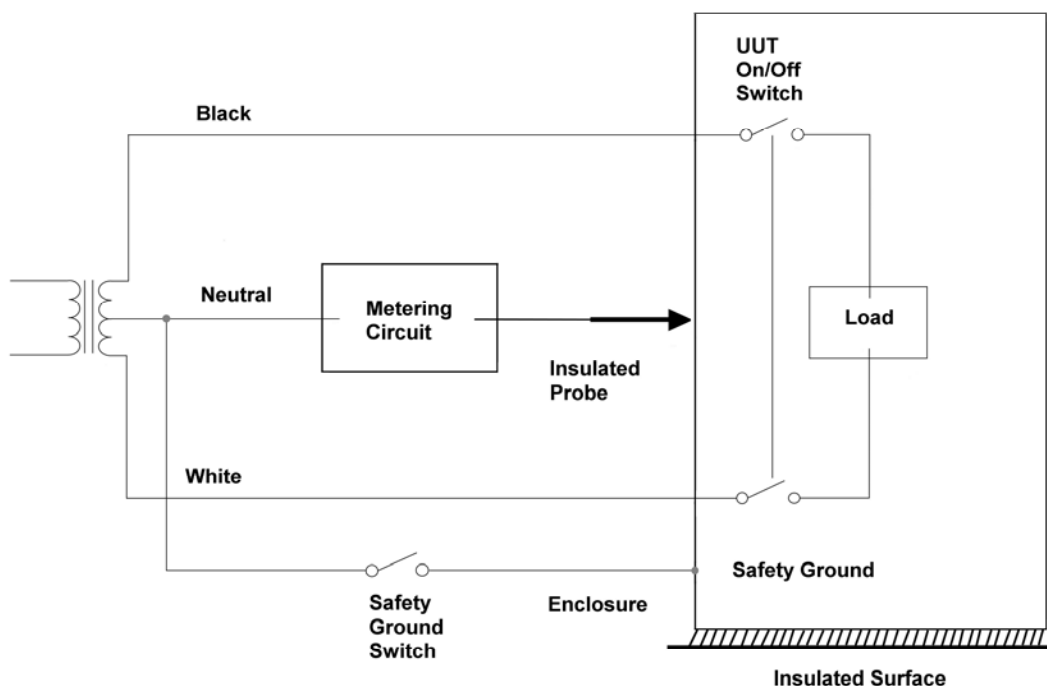 UUT
On/Off
Switch
Black
Neutral
Metering
Circuit
Load
Insulated
Probe
White
Safety Ground
Safety
Ground
Switch
Enclosure
Insulated Surface